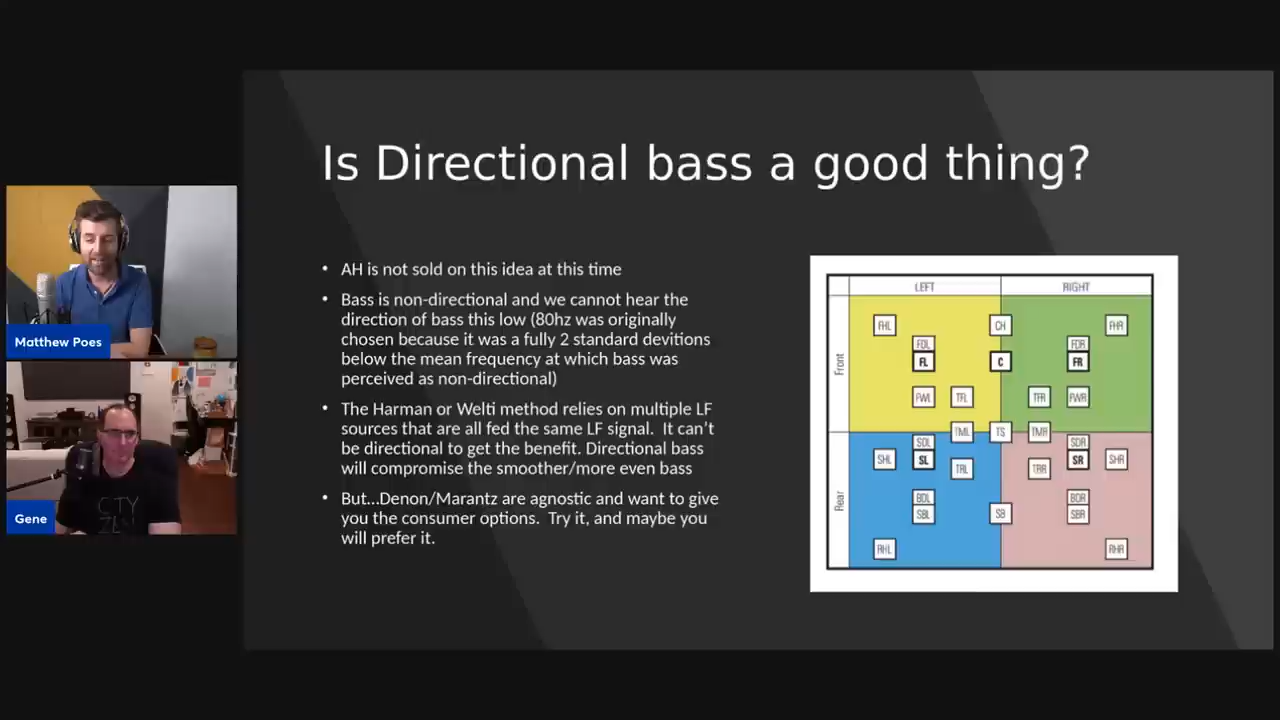 Is Directional bass a good thing?
AH is not sold on this idea at this time
Bass is non-directional and we cannot hear the
direction of bass this low (80hz was originally
chosen because it was a fully 2 standard devitions
below the mean frequency at which bass was
perceived as non-directional)
The Harman or Welti method relies on multiple LF
sources that are all fed the same LF signal.  It can't
be directional to get the benefit. Directional bass
will compromise the smoother/more even bass
But...Denon/Marantz are agnostic and want to give
you the consumer options.  Try it, and maybe you
will prefer it.
LEFT RIGHT
Front
FHL CH FHR
FDL FDR
FL C FR
FWL TFL TFR FWR
TML TS TMR
Rear
SDL SDR
SHL SL SR SHR
TRL TRR
BDL BDR
SBL SB SBR
RHL RHR
Matthew Poes
Gene
CTY
ZE